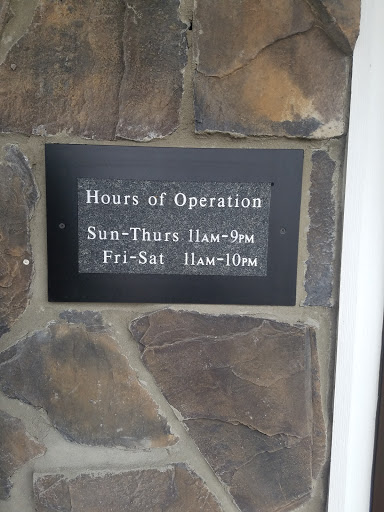 Hours of Operation
Sun-Thurs 11AM-9PM
Fri-Sat 11AM-10PM